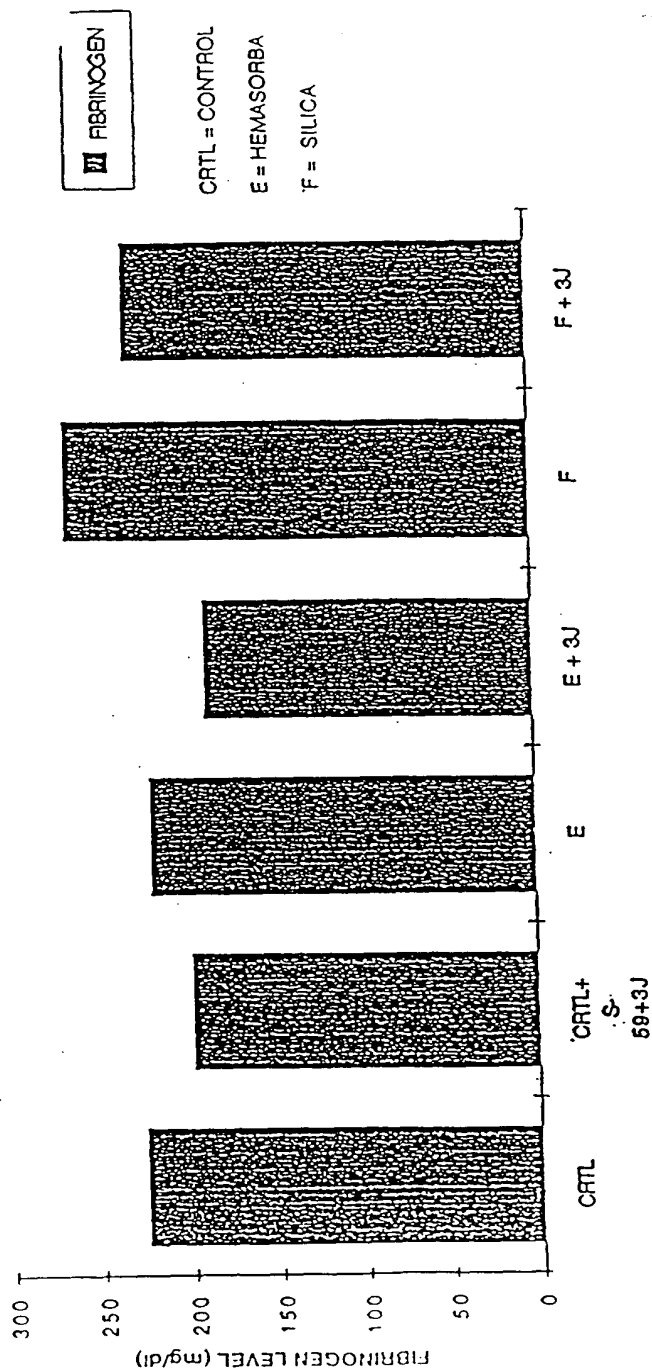 FIBRINOGEN
CRTL = CONTROL
E = HEMASORBA
F = SILICA
FIBRINOGEN LEVEL (mg/dl)
300
250
200
150
100
50
0
CRTL
CRTL+
S
59+3J
E
E + 3J
F
F + 3J